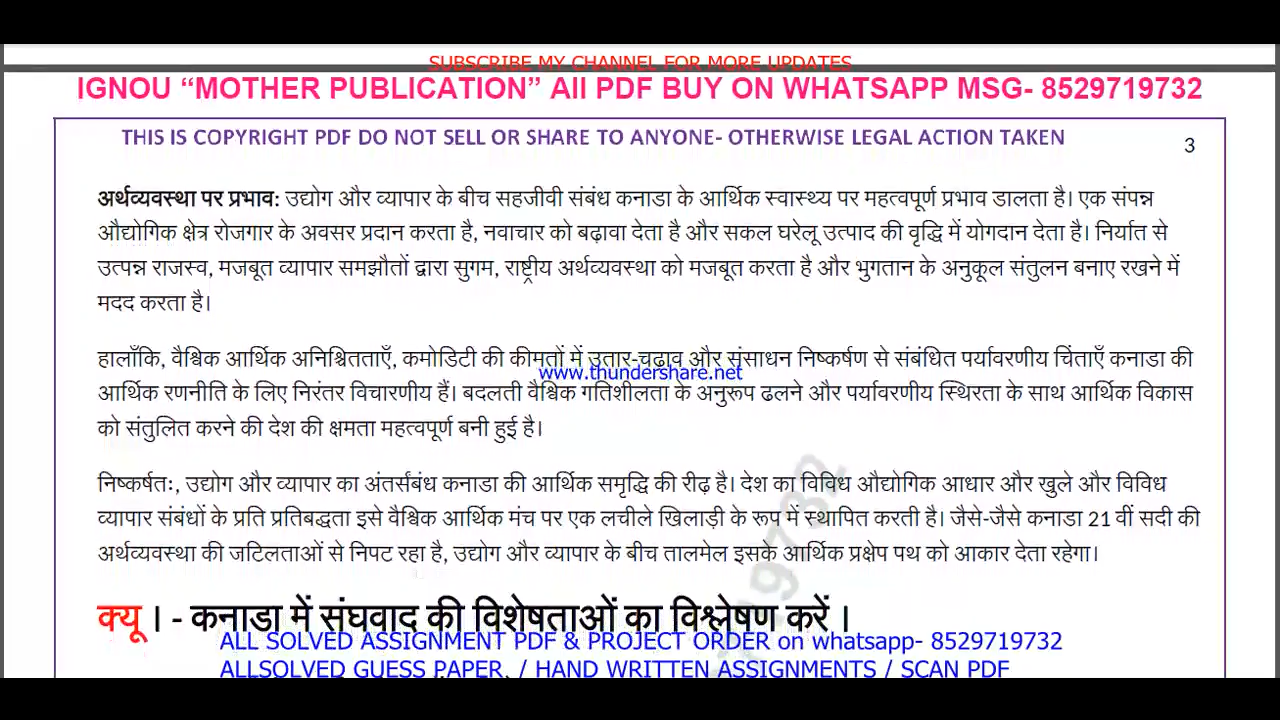 SUBSCRIBE MY CHANNEL FOR MORE UPDATES
IGNOU “MOTHER PUBLICATION” All PDF BUY ON WHATSAPP MSG- 8529719732
THIS IS COPYRIGHT PDF DO NOT SELL OR SHARE TO ANYONE- OTHERWISE LEGAL ACTION TAKEN
3
अर्थव्यवस्था पर प्रभाव: उद्योग और व्यापार के बीच सहजीवी संबंध कनाडा के आर्थिक स्वास्थ्य पर महत्वपूर्ण प्रभाव डालता है। एक संपन्न
औद्योगिक क्षेत्र रोजगार के अवसर प्रदान करता है, नवाचार को बढ़ावा देता है और सकल घरेलू उत्पाद की वृद्धि में योगदान देता है। निर्यात से
उत्पन्न राजस्व, मजबूत व्यापार समझौतों द्वारा सुगम, राष्ट्रीय अर्थव्यवस्था को मजबूत करता है और भुगतान के अनुकूल संतुलन बनाए रखने में
मदद करता है।
हालाँकि, वैश्विक आर्थिक अनिश्चितताएँ, कमोडिटी की कीमतों में उतार-चढ़ाव और संसाधन निष्कर्षण से संबंधित पर्यावरणीय चिंताएँ कनाडा की
www.thundershare.net
आर्थिक रणनीति के लिए निरंतर विचारणीय हैं। बदलती वैश्विक गतिशीलता के अनुरूप ढलने और पर्यावरणीय स्थिरता के साथ आर्थिक विकास
को संतुलित करने की देश की क्षमता महत्वपूर्ण बनी हुई है।
निष्कर्षतः, उद्योग और व्यापार का अंतर्संबंध कनाडा की आर्थिक समृद्धि की रीढ़ है। देश का विविध औद्योगिक आधार और खुले और विविध
व्यापार संबंधों के प्रति प्रतिबद्धता इसे वैश्विक आर्थिक मंच पर एक लचीले खिलाड़ी के रूप में स्थापित करती है। जैसे-जैसे कनाडा 21 वीं सदी की
अर्थव्यवस्था की जटिलताओं से निपट रहा है, उद्योग और व्यापार के बीच तालमेल इसके आर्थिक प्रक्षेप पथ को आकार देता रहेगा।
क्यू । - कनाडा में संघवाद की विशेषताओं का विश्लेषण करें ।
ALL SOLVED ASSIGNMENT PDF & PROJECT ORDER on whatsapp- 8529719732
ALLSOLVED GUESS PAPER, / HAND WRITTEN ASSIGNMENTS / SCAN PDF